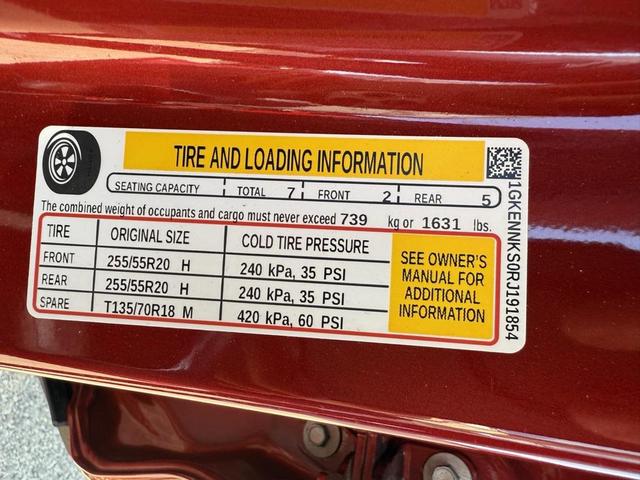 TIRE AND LOADING INFORMATION
SEATING CAPACITY TOTAL 7 FRONT 2 REAR 5
The combined weight of occupants and cargo must never exceed 739 kg or 1631 lbs.
TIRE ORIGINAL SIZE COLD TIRE PRESSURE
FRONT 255/55R20 H 240 kPa, 35 PSI
REAR 255/55R20 H 240 kPa, 35 PSI
SPARE T135/70R18 M 420 kPa, 60 PSI
SEE OWNER'S
MANUAL FOR
ADDITIONAL
INFORMATION
1GKENNKS0RJ191854